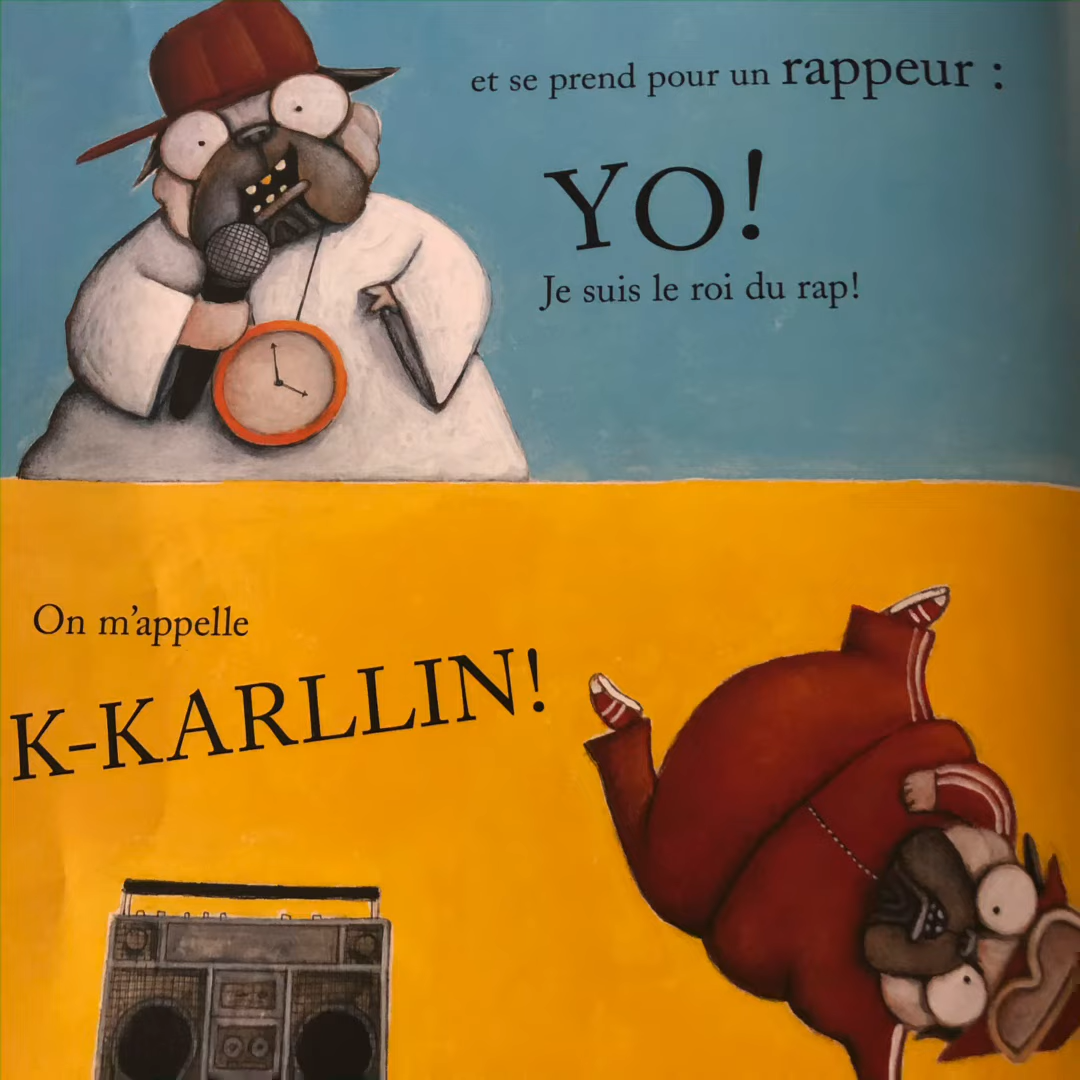 et se prend pour un rappeur :
YO!
Je suis le roi du rap!
On m'appelle
K-KARLLIN!